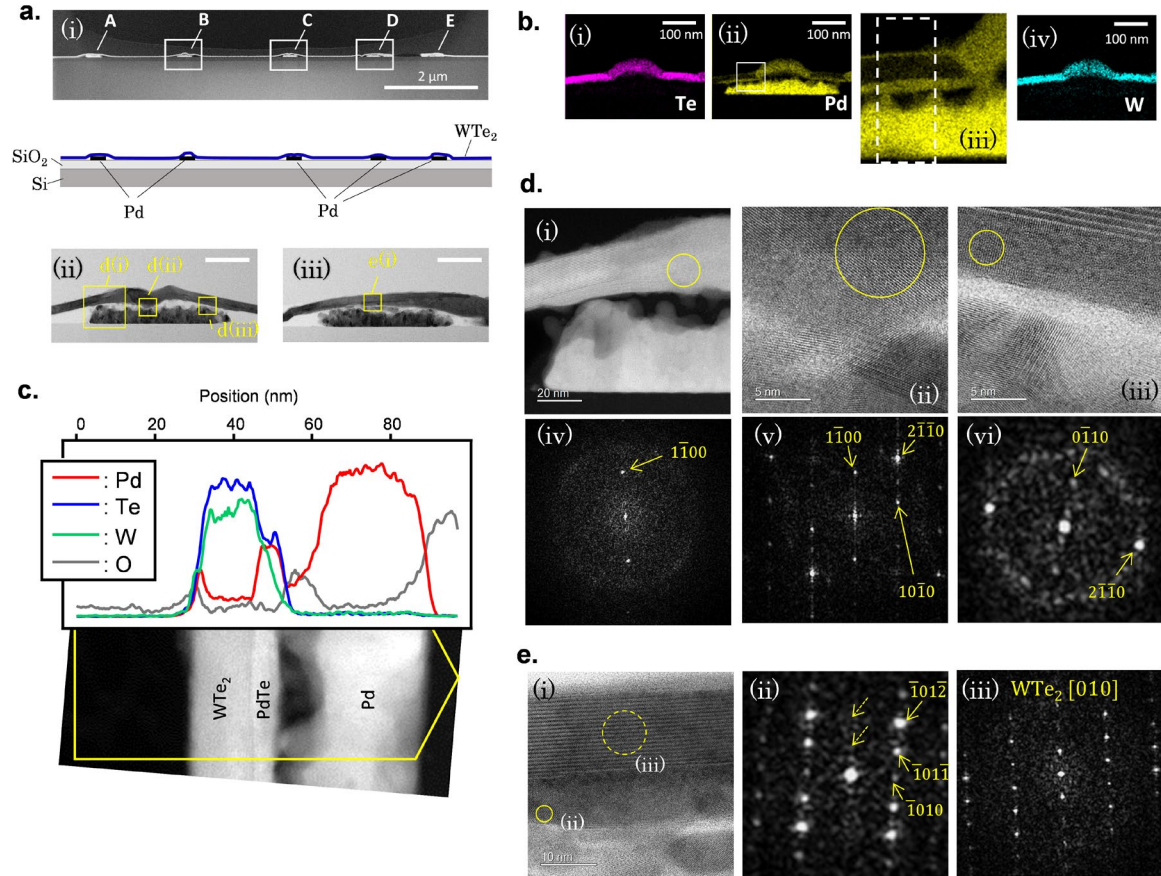 a.
(i)
A
B
C
D
E
2 μm
WTe₂
SiO₂
Si
Pd
Pd
(ii)
d(i)
d(ii)
d(iii)
(iii)
e(i)
b.
(i)
100 nm
Te
(ii)
100 nm
Pd
(iii)
(iv)
100 nm
W
c.
Position (nm)
0 20 40 60 80
: Pd
: Te
: W
: O
WTe₂
PdTe
Pd
d.
(i)
20 nm
5 nm
(ii)
5 nm
(iii)
(iv)
11̅00
(v)
11̅00
21̅1̅0
101̅0
(vi)
01̅10
21̅1̅0
e.
(i)
(iii)
(ii)
10 nm
(ii)
1̅012̅
1̅011̅
1̅010
(iii)
WTe₂ [010]